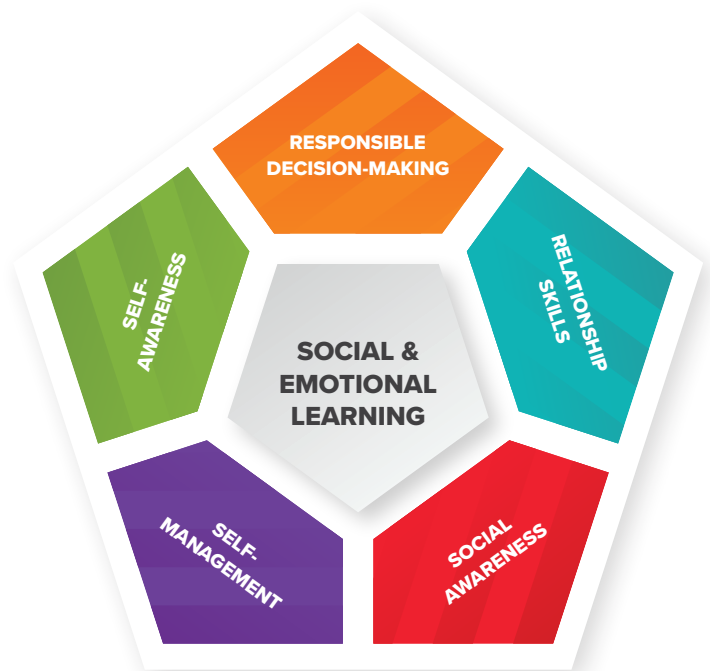 RESPONSIBLE
DECISION-MAKING
RELATIONSHIP
SKILLS
SOCIAL
AWARENESS
SELF-
MANAGEMENT
SELF-
AWARENESS
SOCIAL &
EMOTIONAL
LEARNING